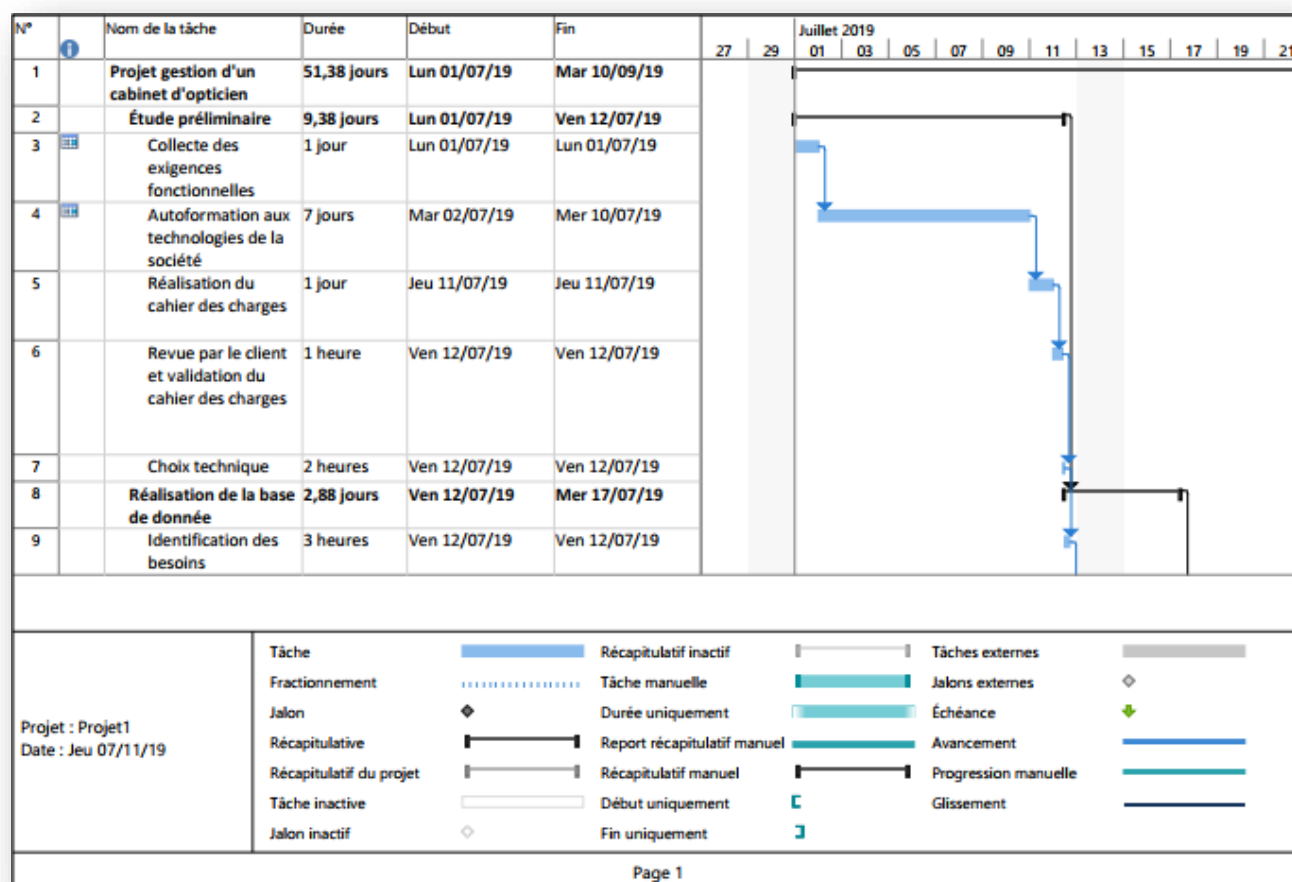 N° Nom de la tâche Durée Début Fin
Juillet 2019
27 29 01 03 05 07 09 11 13 15 17 19 21
1 Projet gestion d'un 51,38 jours Lun 01/07/19 Mar 10/09/19
cabinet d'opticien
2 Étude préliminaire 9,38 jours Lun 01/07/19 Ven 12/07/19
3 Collecte des 1 jour Lun 01/07/19 Lun 01/07/19
exigences
fonctionnelles
4 Autoformation aux 7 jours Mar 02/07/19 Mer 10/07/19
technologies de la
société
5 Réalisation du 1 jour Jeu 11/07/19 Jeu 11/07/19
cahier des charges
6 Revue par le client 1 heure Ven 12/07/19 Ven 12/07/19
et validation du
cahier des charges
7 Choix technique 2 heures Ven 12/07/19 Ven 12/07/19
8 Réalisation de la base 2,88 jours Ven 12/07/19 Mer 17/07/19
de donnée
9 Identification des 3 heures Ven 12/07/19 Ven 12/07/19
besoins
Projet : Projet1
Date : Jeu 07/11/19
Tâche Récapitulatif inactif Tâches externes
Fractionnement Tâche manuelle Jalons externes
Jalon Durée uniquement Échéance
Récapitulative Report récapitulatif manuel Avancement
Récapitulatif du projet Récapitulatif manuel Progression manuelle
Tâche inactive Début uniquement Glissement
Jalon inactif Fin uniquement
Page 1